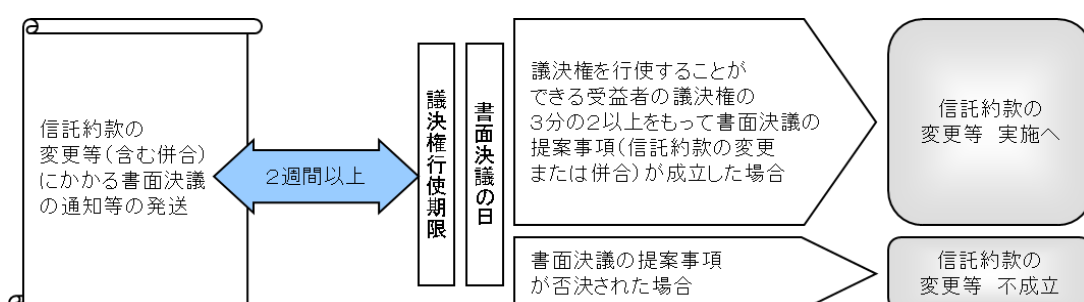 信託約款の
変更等(含む併合)
にかかる書面決議
の通知等の発送
2週間以上
議決権行使期限
書面決議の日
議決権を行使することが
できる受益者の議決権の
3分の2以上をもって書面決議の
提案事項(信託約款の変更
または併合)が成立した場合
信託約款の
変更等 実施へ
書面決議の提案事項
が否決された場合
信託約款の
変更等 不成立